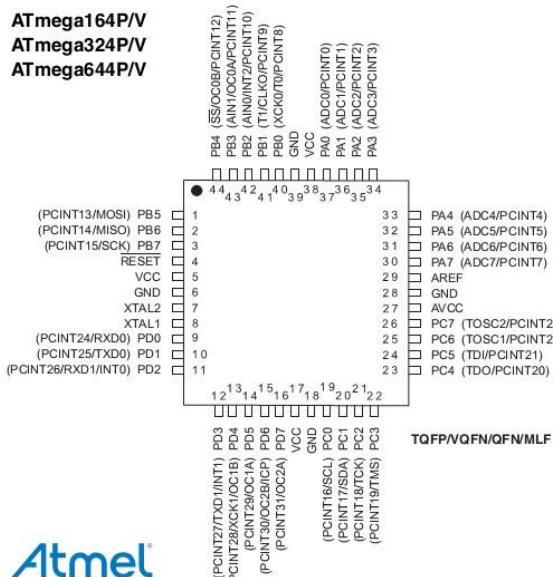 ATmega164P/V
ATmega324P/V
ATmega644P/V
PB4 (SS/OC0B/PCINT12)
PB3 (AIN1/OC0A/PCINT11)
PB2 (AIN0/INT2/PCINT10)
PB1 (T1/CLKO/PCINT9)
PB0 (XCK0/T0/PCINT8)
GND
VCC
PA0 (ADC0/PCINT0)
PA1 (ADC1/PCINT1)
PA2 (ADC2/PCINT2)
PA3 (ADC3/PCINT3)
44 43 42 41 40 39 38 37 36 35 34
(PCINT13/MOSI) PB5 1
(PCINT14/MISO) PB6 2
(PCINT15/SCK) PB7 3
RESET 4
VCC 5
GND 6
XTAL2 7
XTAL1 8
(PCINT24/RXD0) PD0 9
(PCINT25/TXD0) PD1 10
(PCINT26/RXD1/INT0) PD2 11
33 PA4 (ADC4/PCINT4)
32 PA5 (ADC5/PCINT5)
31 PA6 (ADC6/PCINT6)
30 PA7 (ADC7/PCINT7)
29 AREF
28 GND
27 AVCC
26 PC7 (TOSC2/PCINT2
25 PC6 (TOSC1/PCINT2
24 PC5 (TDI/PCINT21)
23 PC4 (TDO/PCINT20)
12 13 14 15 16 17 18 19 20 21 22
(PCINT27/TXD1/INT1) PD3
PCINT28/XCK1/OC1B) PD4
(PCINT29/OC1A) PD5
(PCINT30/OC2B/ICP) PD6
(PCINT31/OC2A) PD7
VCC
GND
(PCINT16/SCL) PC0
(PCINT17/SDA) PC1
(PCINT18/TCK) PC2
(PCINT19/TMS) PC3
TQFP/VQFN/QFN/MLF
Atmel